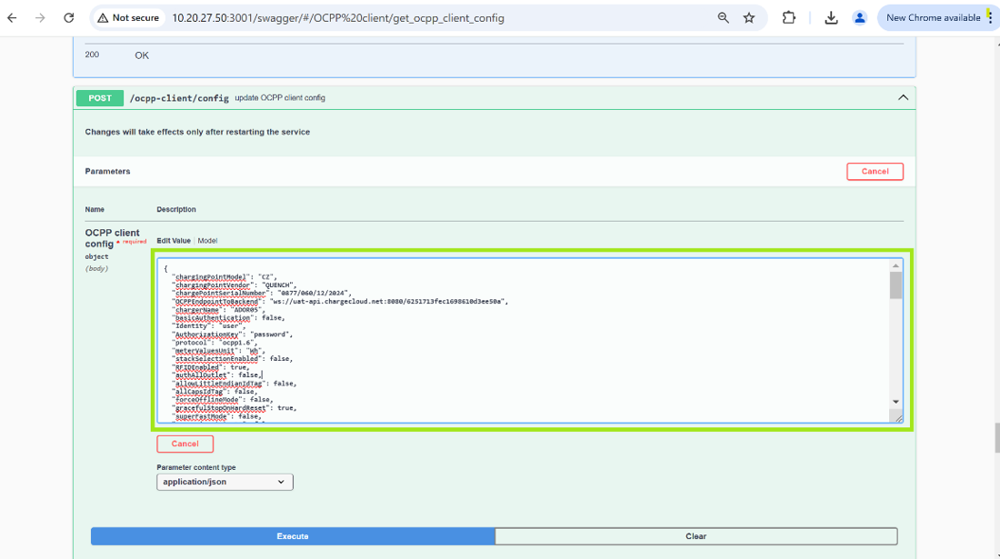 Not secure 10.20.27.50:3001/swagger/#/OCPP%20client/get_ocpp_client_config New Chrome available
200 OK
POST /ocpp-client/config update OCPP client config
Changes will take effects only after restarting the service
Parameters Cancel
Name Description
OCPP client
config * required
object
(body)
Edit Value Model
{
"chargingPointModel": "CZ",
"chargingPointVendor": "QUENCH",
"chargePointSerialNumber": "0877/060/12/2024",
"OCPPEndpointToBackend": "ws://uat-api.chargecloud.net:8080/6251713fec1698610d3ee50a",
"chargerName": "ADOR05",
"basicAuthentication": false,
"Identity": "user",
"AuthorizationKey": "password",
"protocol": "ocpp1.6",
"meterValuesUnit": "Wh",
"stackSelectionEnabled": false,
"RFIDEnabled": true,
"authAllOutlet": false,
"allowLittleEndianIdTag": false,
"allCapsIdTag": false,
"forceOfflineMode": false,
"gracefulStopOnHardReset": true,
"superFastMode": false,
Cancel
Parameter content type
application/json
Execute Clear